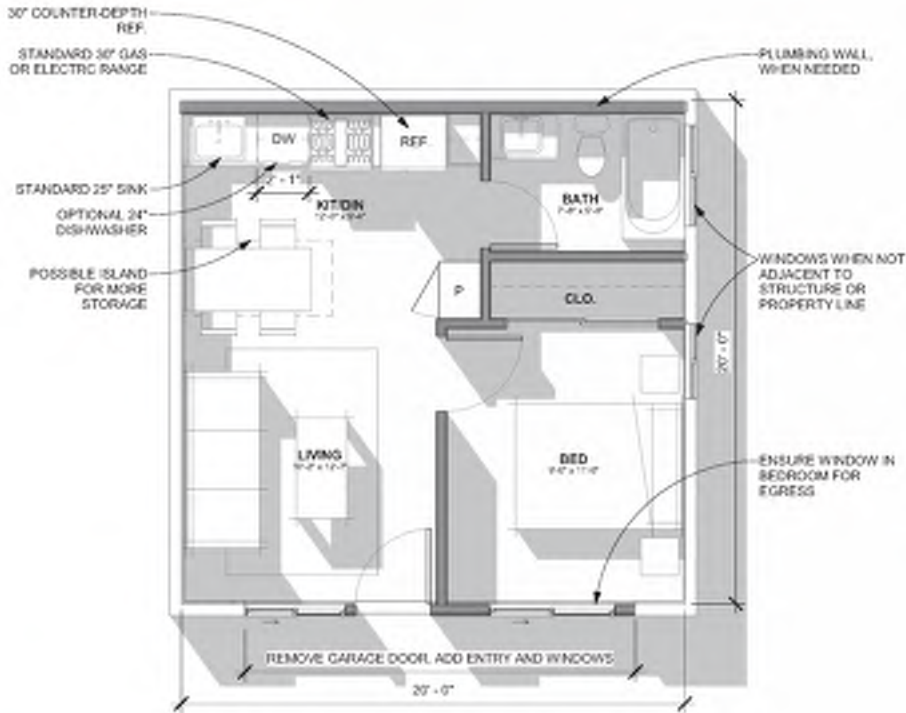 30" COUNTER-DEPTH
REF.
STANDARD 30" GAS
OR ELECTRC RANGE
PLUMBING WALL,
WHEN NEEDED
DW
REF.
STANDARD 25" SINK
2' - 1"
KIT/DIN
BATH
OPTIONAL 24"
DISHWASHER
POSSIBLE ISLAND
FOR MORE
STORAGE
WINDOWS WHEN NOT
ADJACENT TO
STRUCTURE OR
PROPERTY LINE
P
CLO.
20' - 0"
LIVING
BED
ENSURE WINDOW IN
BEDROOM FOR
EGRESS
REMOVE GARAGE DOOR, ADD ENTRY AND WINDOWS
20' - 0"